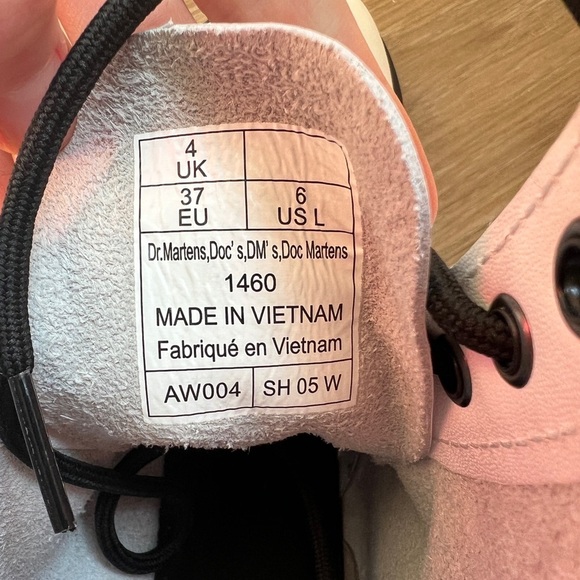 4
UK
37
EU
6
US L
Dr.Martens,Doc' s,DM' s,Doc Martens
1460
MADE IN VIETNAM
Fabriqué en Vietnam
AW004 SH 05 W